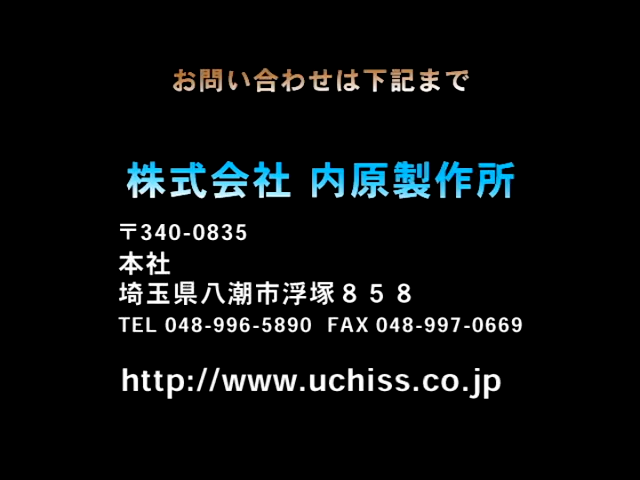 お問い合わせは下記まで
株式会社 内原製作所
〒340-0835
本社
埼玉県八潮市浮塚８５８
TEL 048-996-5890 FAX 048-997-0669
http://www.uchiss.co.jp